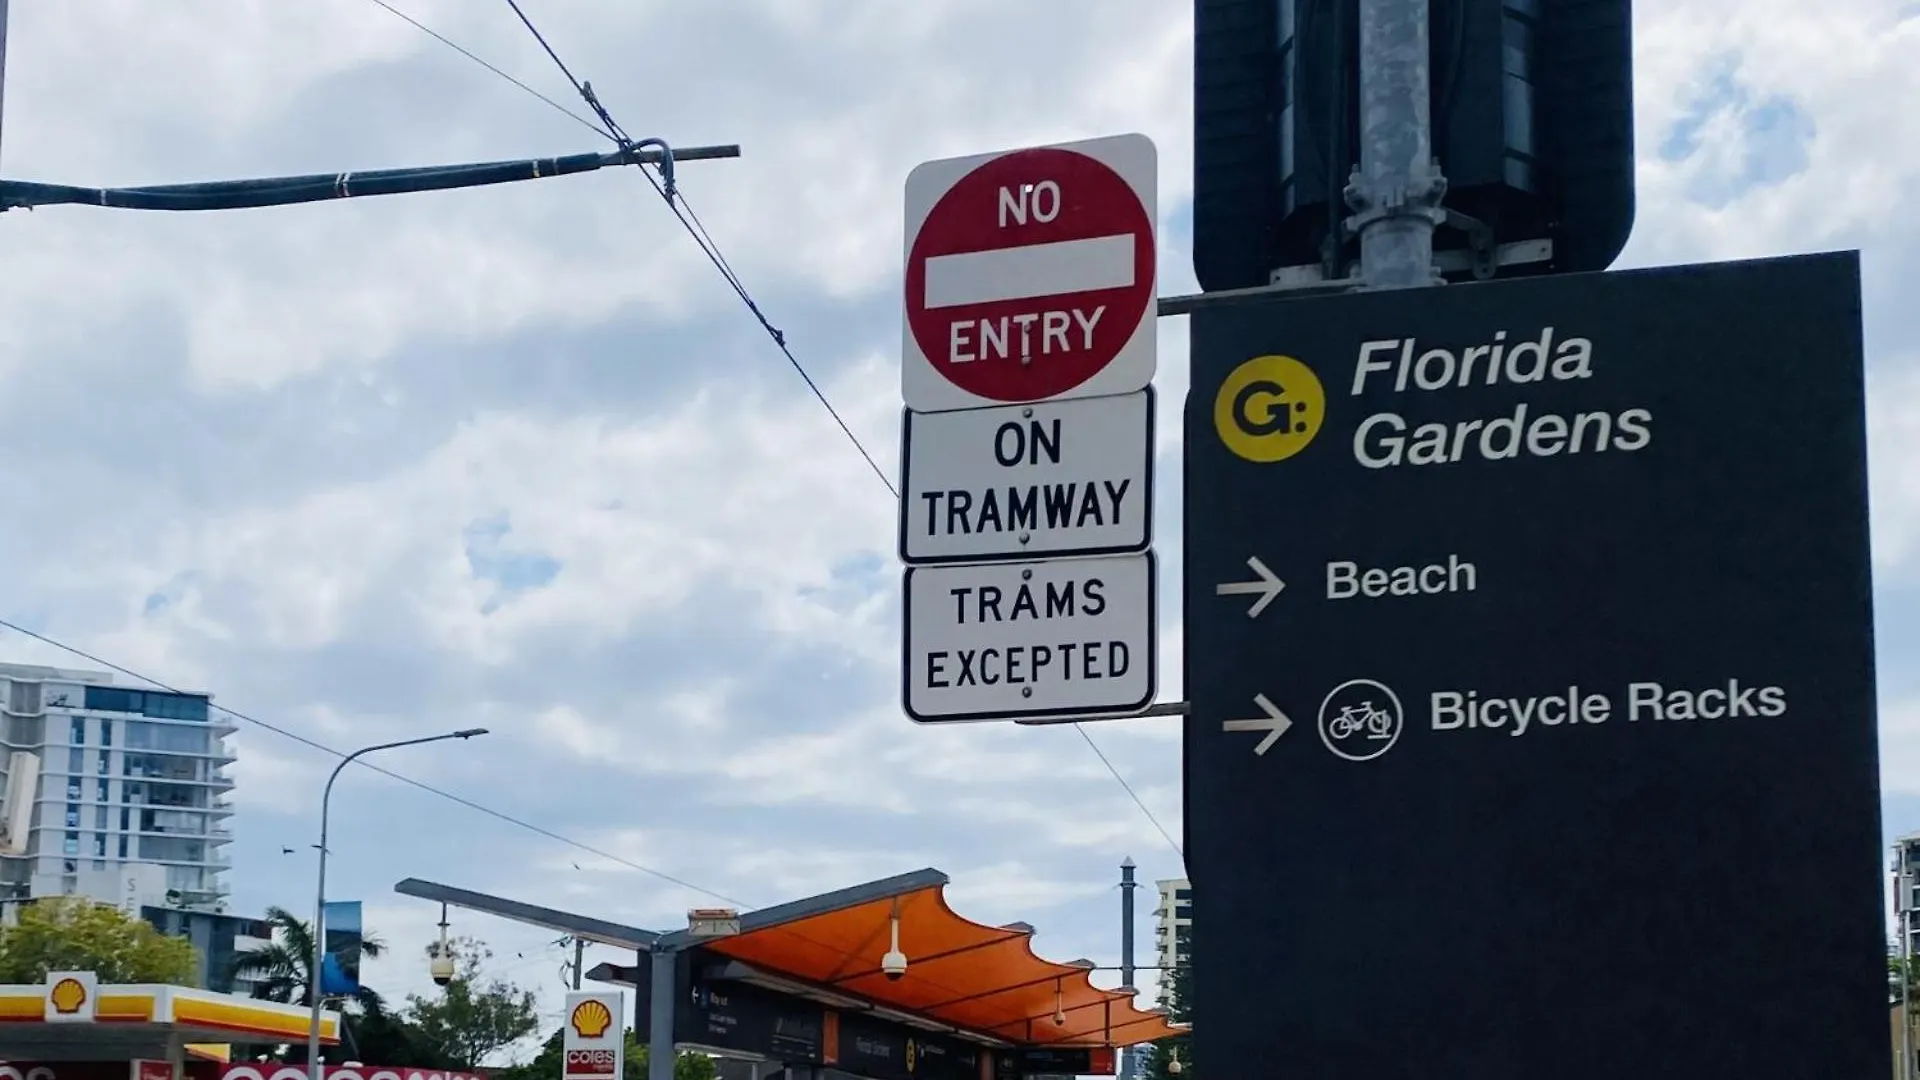 NO
ENTRY
ON
TRAMWAY
TRAMS
EXCEPTED
G:
Florida
Gardens
Beach
Bicycle Racks
coles